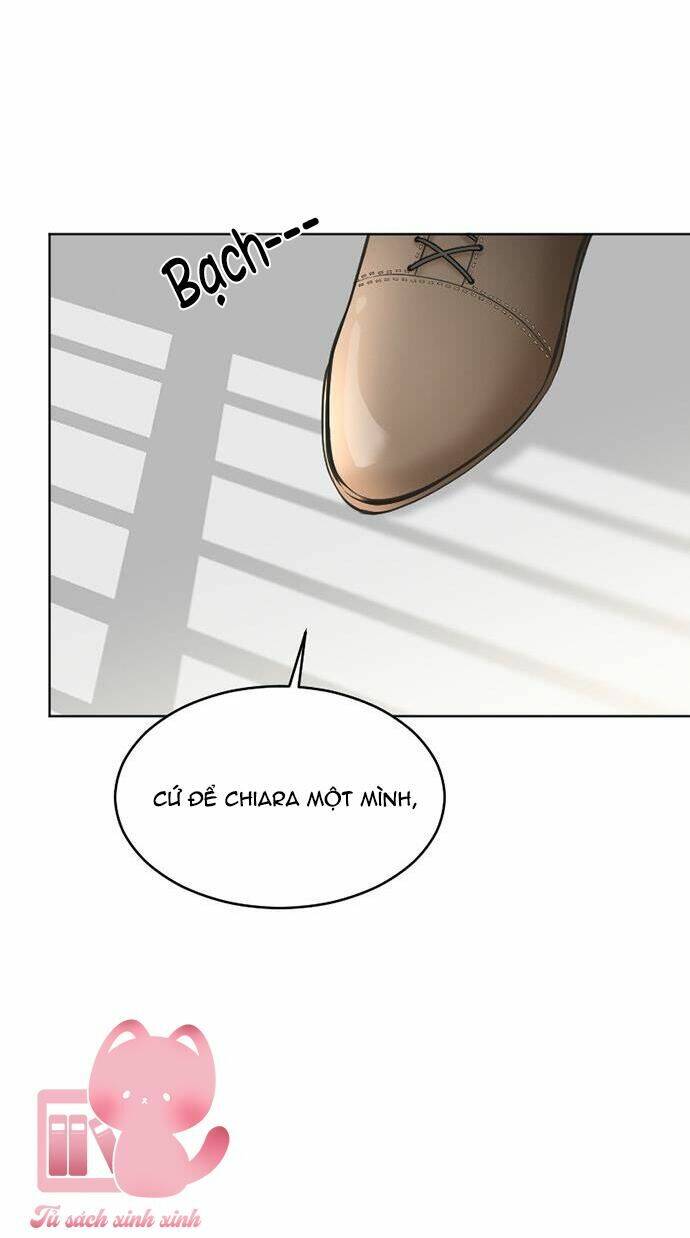 Bạch---
CỨ ĐỂ CHIARA MỘT MÌNH,
Tủ sách xinh xinh